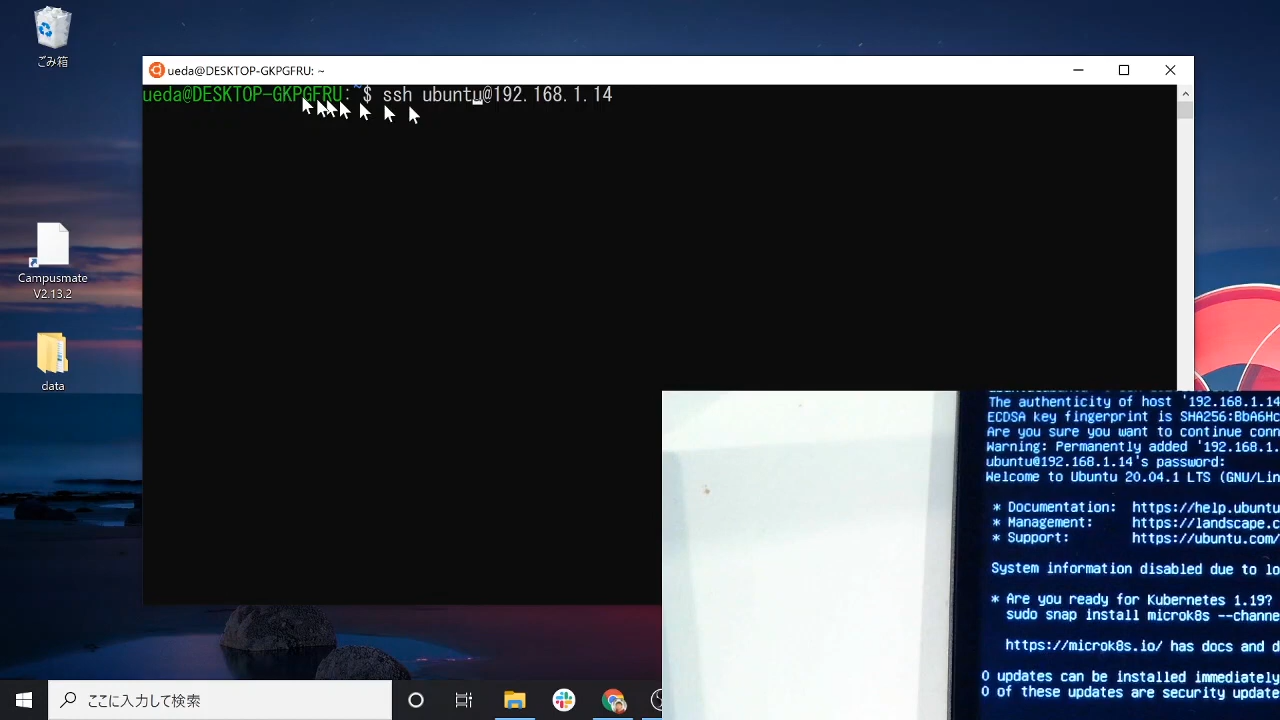 ごみ箱
ueda@DESKTOP-GKPGFRU: ~
ueda@DESKTOP-GKPGFRU:~$ ssh ubuntu@192.168.1.14
Campusmate
V2.13.2
data
The authenticity of host '192.168.1.14
ECDSA key fingerprint is SHA256:BbA6Hc
Are you sure you want to continue conn
Warning: Permanently added '192.168.1.
ubuntu@192.168.1.14's password:
Welcome to Ubuntu 20.04.1 LTS (GNU/Lin
* Documentation: https://help.ubuntu
* Management: https://landscape.c
* Support: https://ubuntu.com/
System information disabled due to lo
* Are you ready for Kubernetes 1.19?
sudo snap install microk8s --channe
https://microk8s.io/ has docs and d
0 updates can be installed immediately
0 of these updates are security update
ここに入力して検索